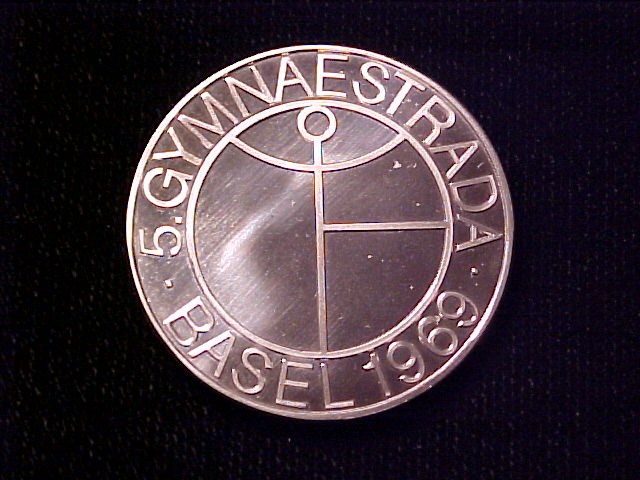 5. GYMNAESTRADA
· BASEL 1969 ·